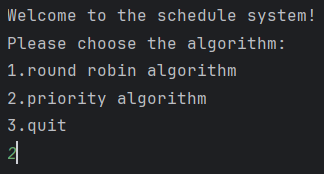 Welcome to the schedule system!
Please choose the algorithm:
1.round robin algorithm
2.priority algorithm
3.quit
2